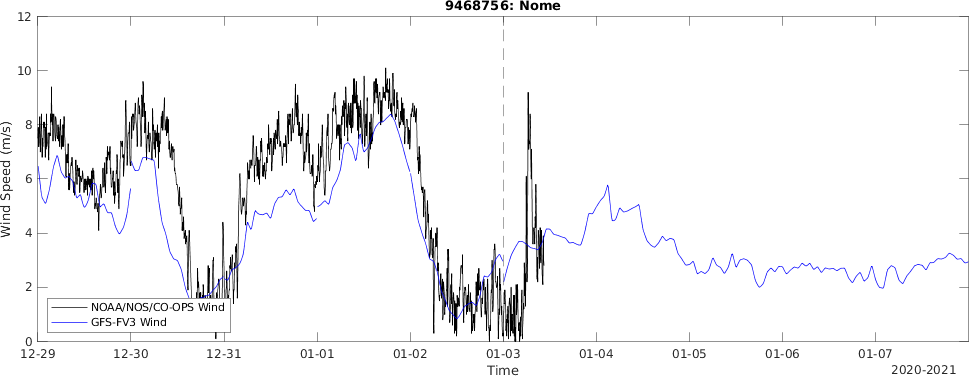 9468756: Nome
12
10
8
6
4
2
0
Wind Speed (m/s)
NOAA/NOS/CO-OPS Wind
GFS-FV3 Wind
12-29 12-30 12-31 01-01 01-02 01-03 01-04 01-05 01-06 01-07
Time
2020-2021